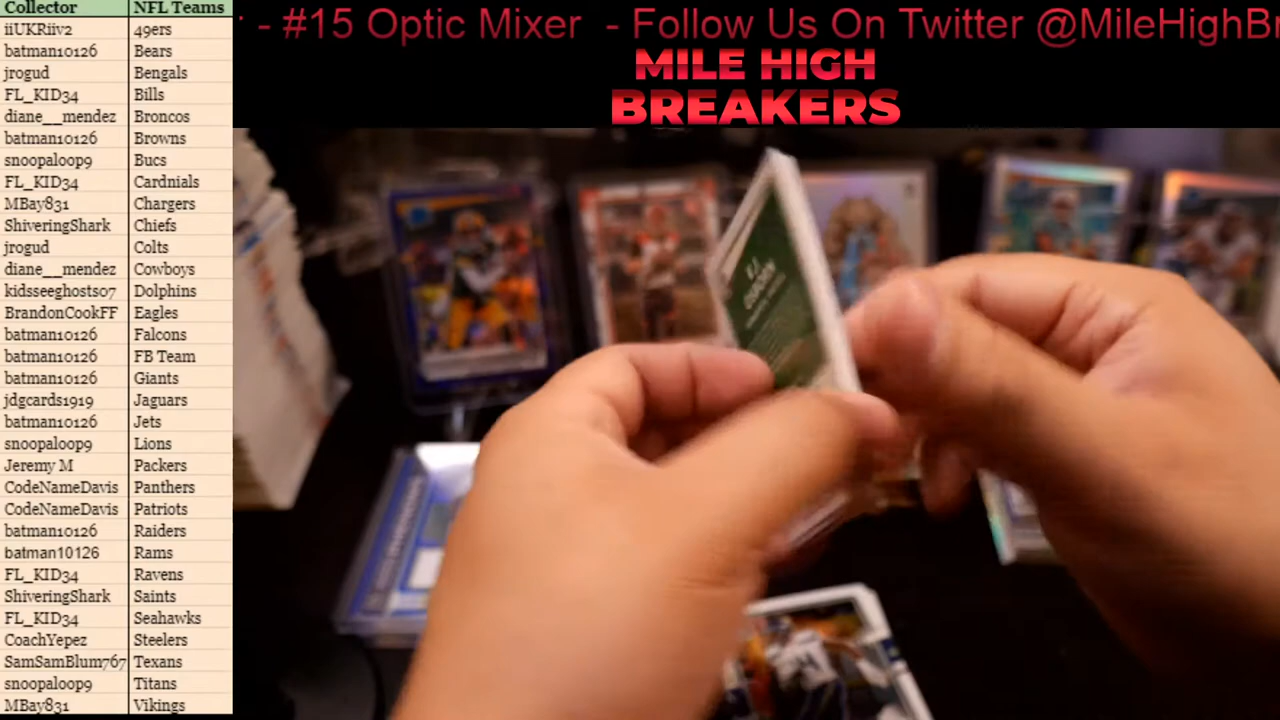 Collector NFL Teams
iiUKRiiv2 49ers
batman10126 Bears
jrogud Bengals
FL_KID34 Bills
diane__mendez Broncos
batman10126 Browns
snoopaloop9 Bucs
FL_KID34 Cardnials
MBay831 Chargers
ShiveringShark Chiefs
jrogud Colts
diane__mendez Cowboys
kidsseeghosts07 Dolphins
BrandonCookFF Eagles
batman10126 Falcons
batman10126 FB Team
batman10126 Giants
jdgcards1919 Jaguars
batman10126 Jets
snoopaloop9 Lions
Jeremy M Packers
CodeNameDavis Panthers
CodeNameDavis Patriots
batman10126 Raiders
batman10126 Rams
FL_KID34 Ravens
ShiveringShark Saints
FL_KID34 Seahawks
CoachYepez Steelers
SamSamBlum767 Texans
snoopaloop9 Titans
MBay831 Vikings
- #15 Optic Mixer - Follow Us On Twitter @MileHighBr
MILE HIGH
BREAKERS